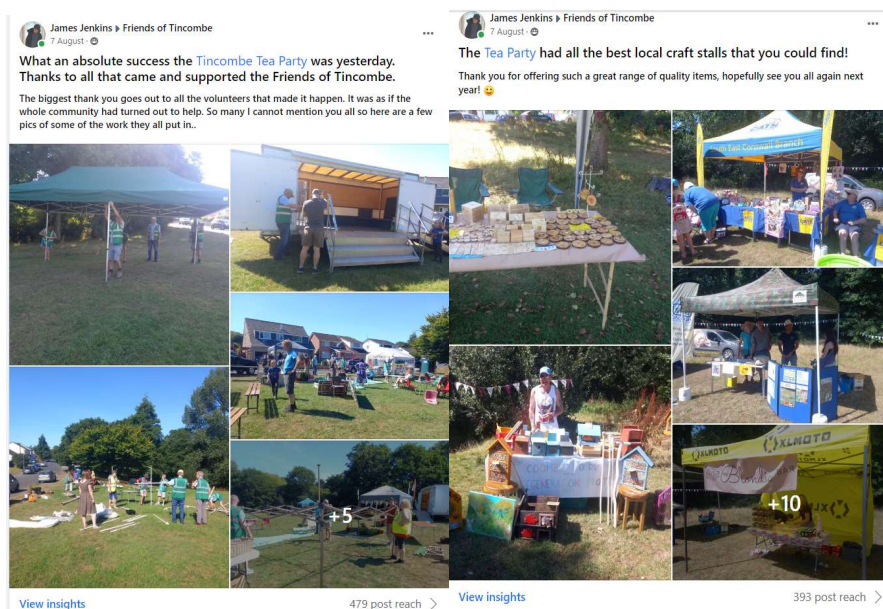 James Jenkins ▸ Friends of Tincombe
7 August ·
What an absolute success the Tincombe Tea Party was yesterday.
Thanks to all that came and supported the Friends of Tincombe.
The biggest thank you goes out to all the volunteers that made it happen. It was as if the
whole community had turned out to help. So many I cannot mention you all so here are a few
pics of some of the work they all put in..
+5
View insights
479 post reach
James Jenkins ▸ Friends of Tincombe
7 August ·
The Tea Party had all the best local craft stalls that you could find!
Thank you for offering such a great range of quality items, hopefully see you all again next
year! 😀
CATS
South East Cornwall Branch
XLMOTO
XLMOTO
Blondie
+10
View insights
393 post reach